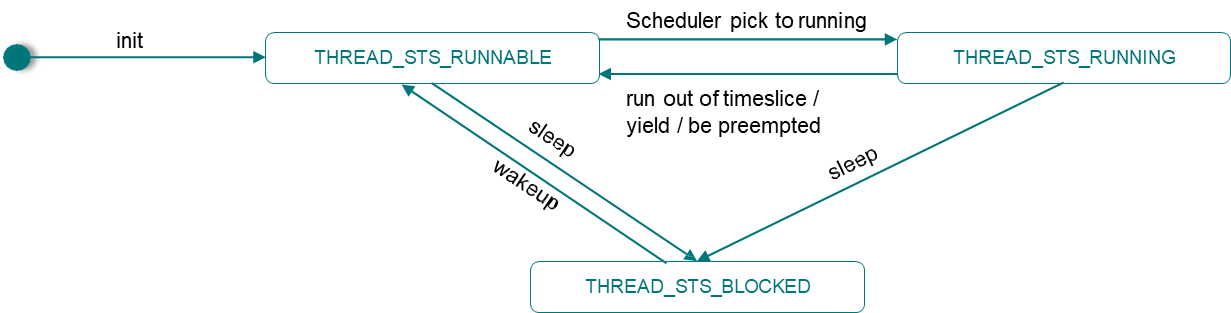 init
THREAD_STS_RUNNABLE
Scheduler pick to running
THREAD_STS_RUNNING
run out of timeslice /
yield / be preempted
sleep
wakeup
sleep
THREAD_STS_BLOCKED